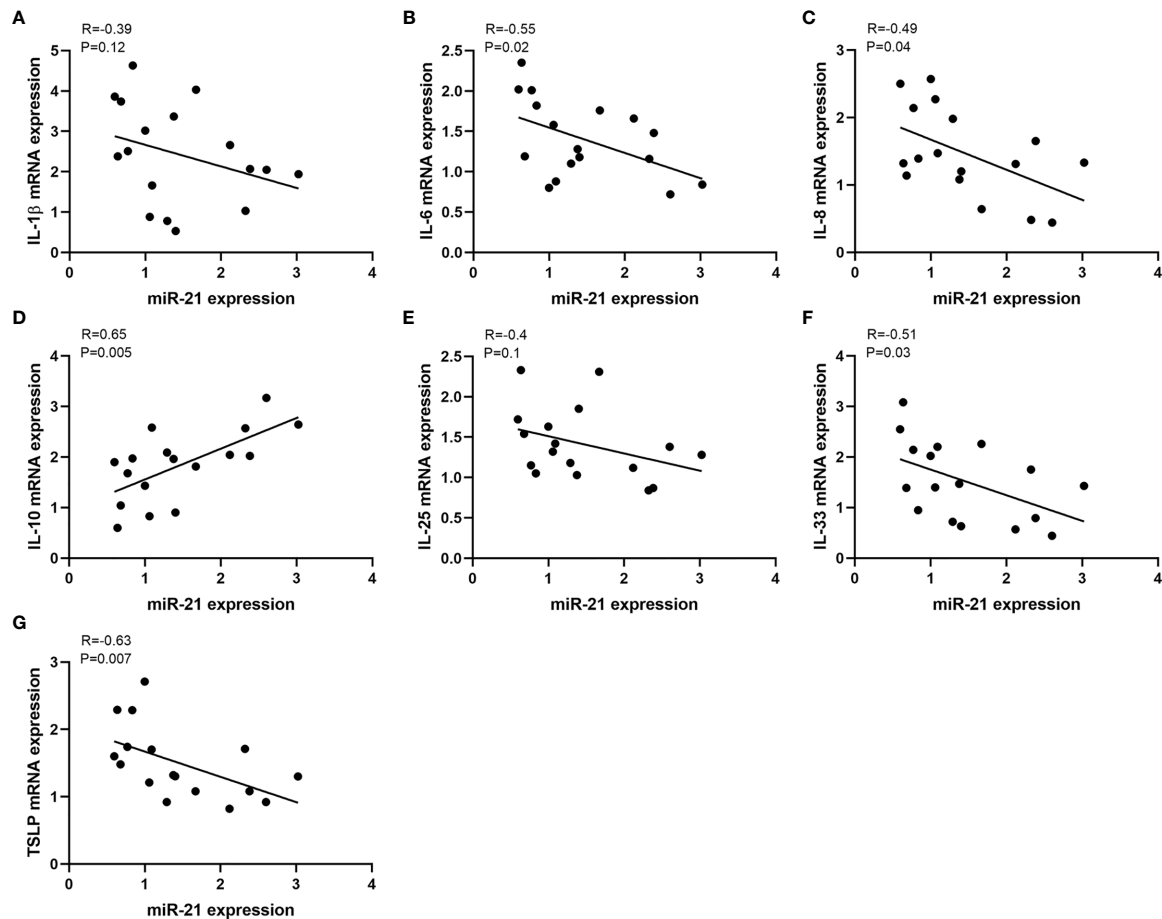 A
R=-0.39
P=0.12
IL-1β mRNA expression
5
4
3
2
1
0
0 1 2 3 4
miR-21 expression
B
R=-0.55
P=0.02
IL-6 mRNA expression
2.5
2.0
1.5
1.0
0.5
0.0
0 1 2 3 4
miR-21 expression
C
R=-0.49
P=0.04
IL-8 mRNA expression
3
2
1
0
0 1 2 3 4
miR-21 expression
D
R=0.65
P=0.005
IL-10 mRNA expression
4
3
2
1
0
0 1 2 3 4
miR-21 expression
E
R=-0.4
P=0.1
IL-25 mRNA expression
2.5
2.0
1.5
1.0
0.5
0.0
0 1 2 3 4
miR-21 expression
F
R=-0.51
P=0.03
IL-33 mRNA expression
4
3
2
1
0
0 1 2 3 4
miR-21 expression
G
R=-0.63
P=0.007
TSLP mRNA expression
3
2
1
0
0 1 2 3 4
miR-21 expression